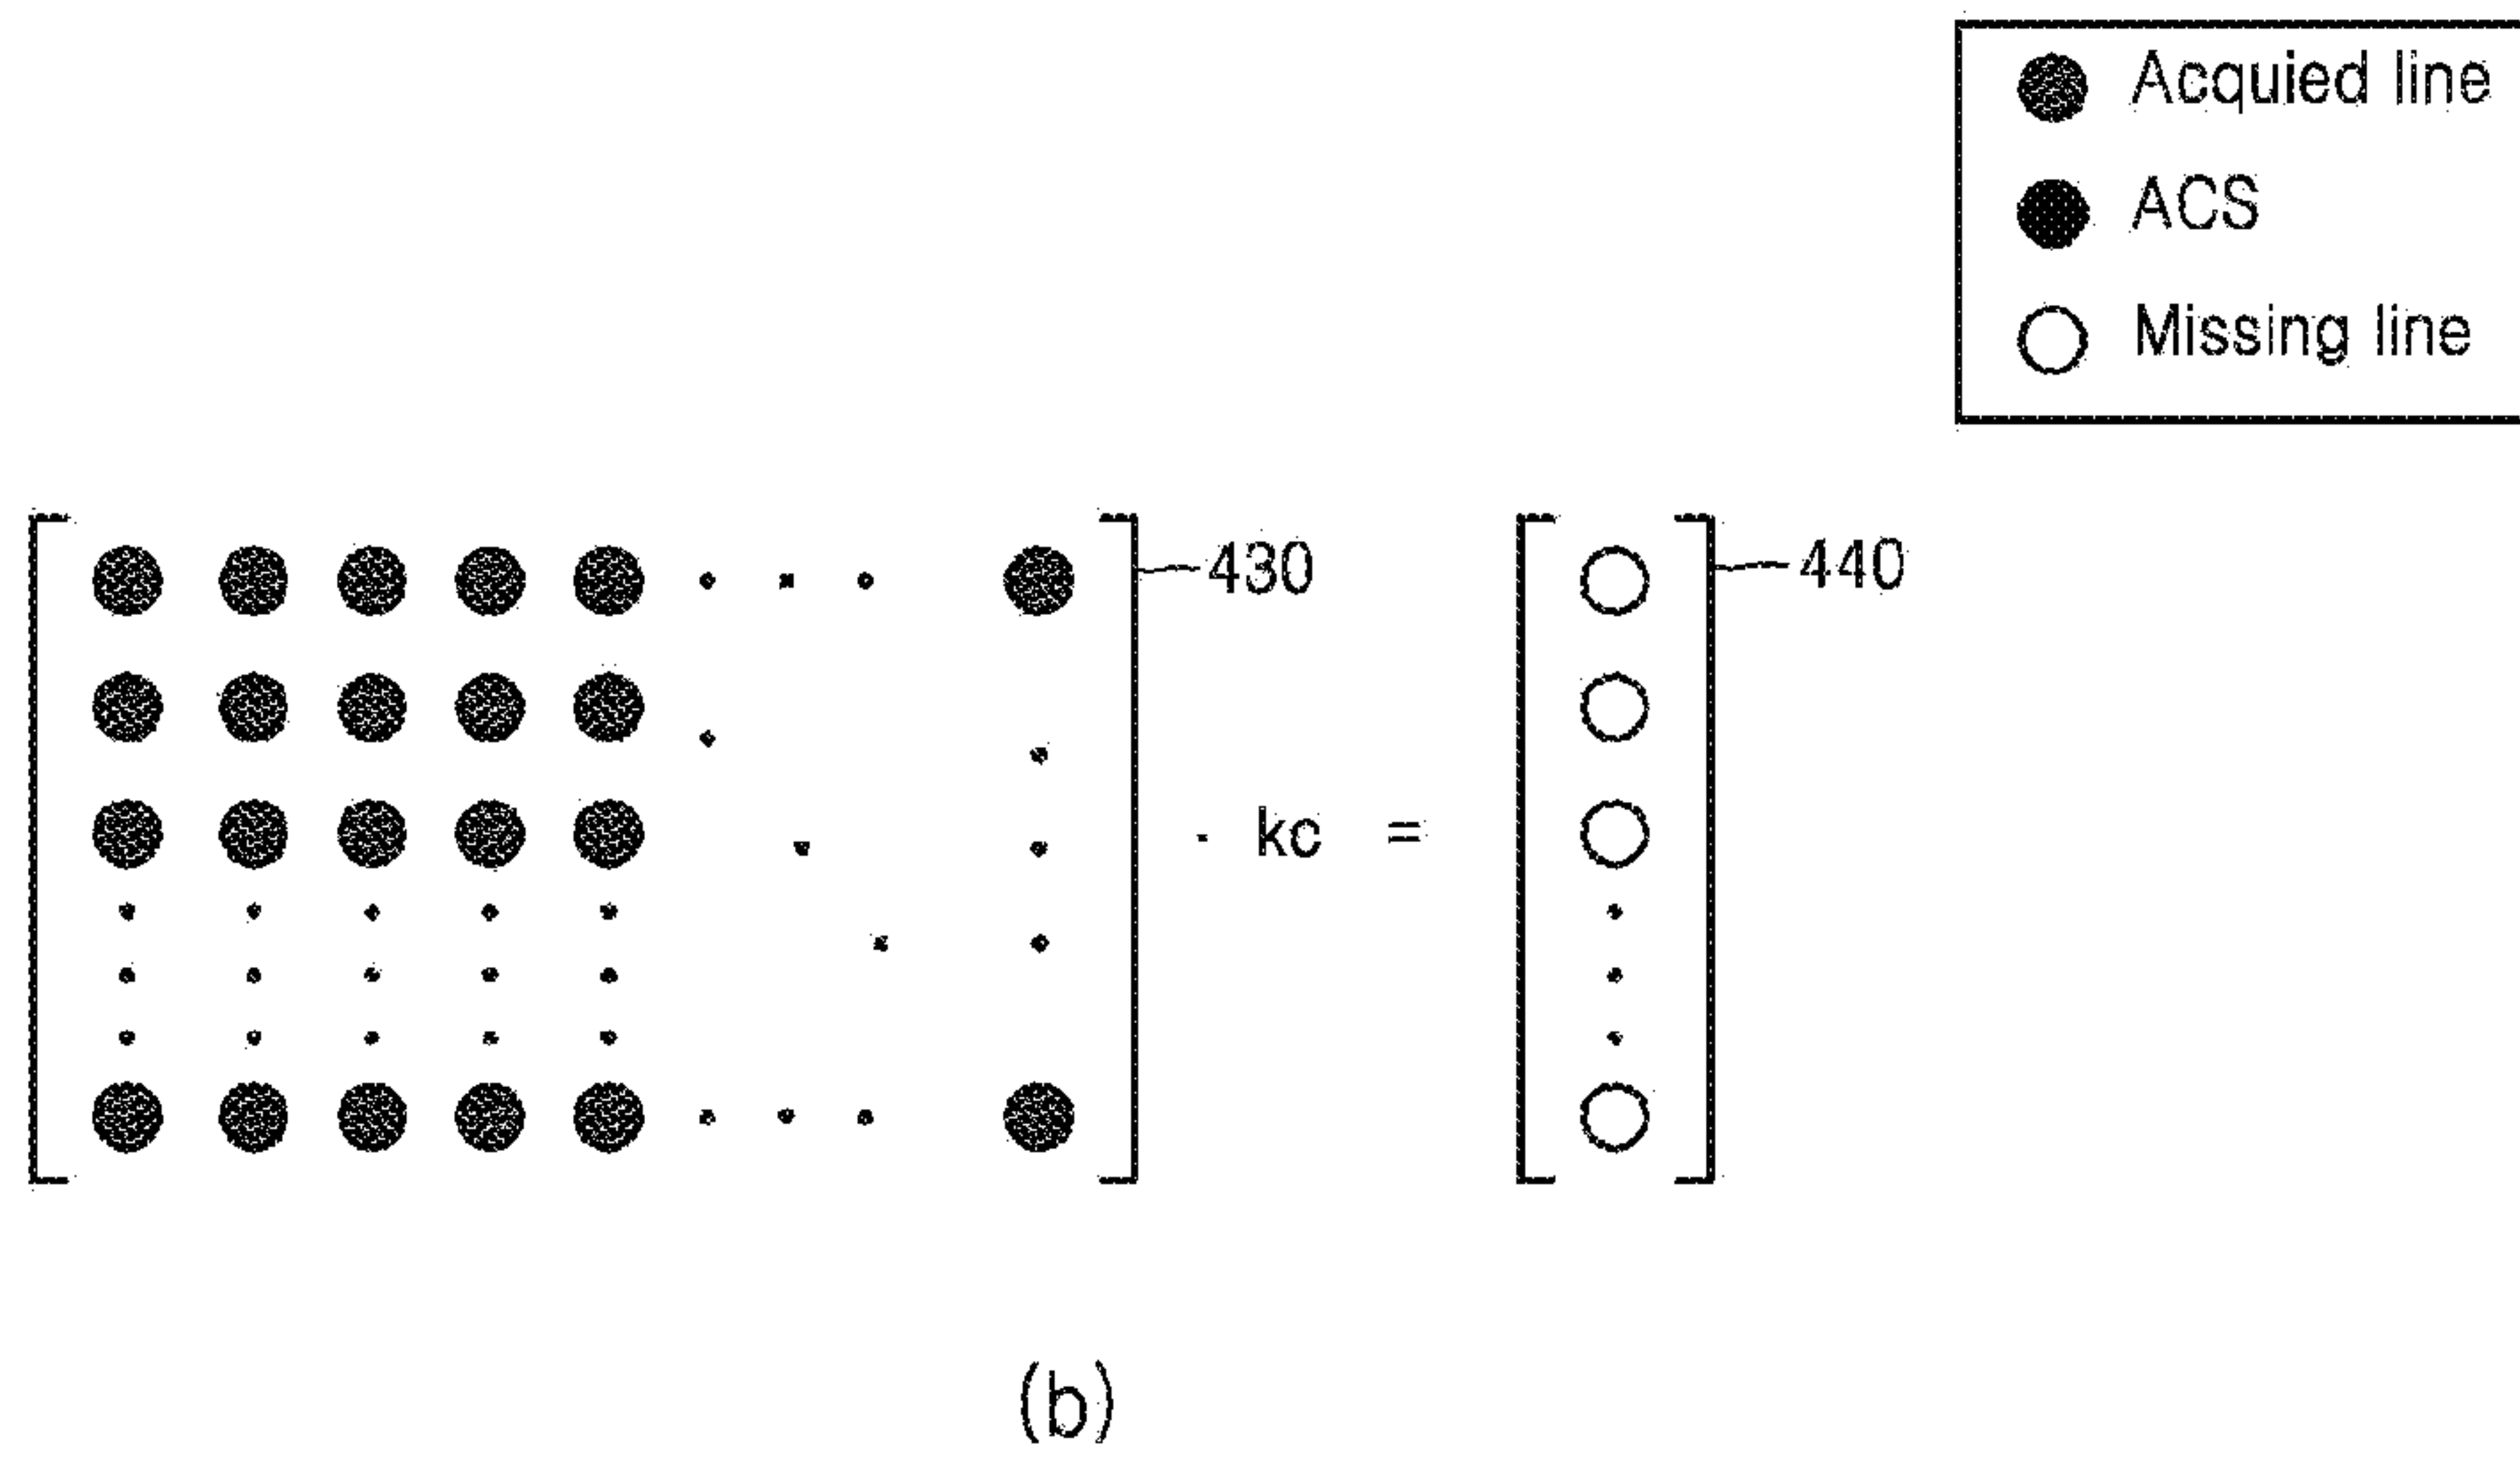 Acquied line
ACS
Missing line
430
440
· kc =
(b)